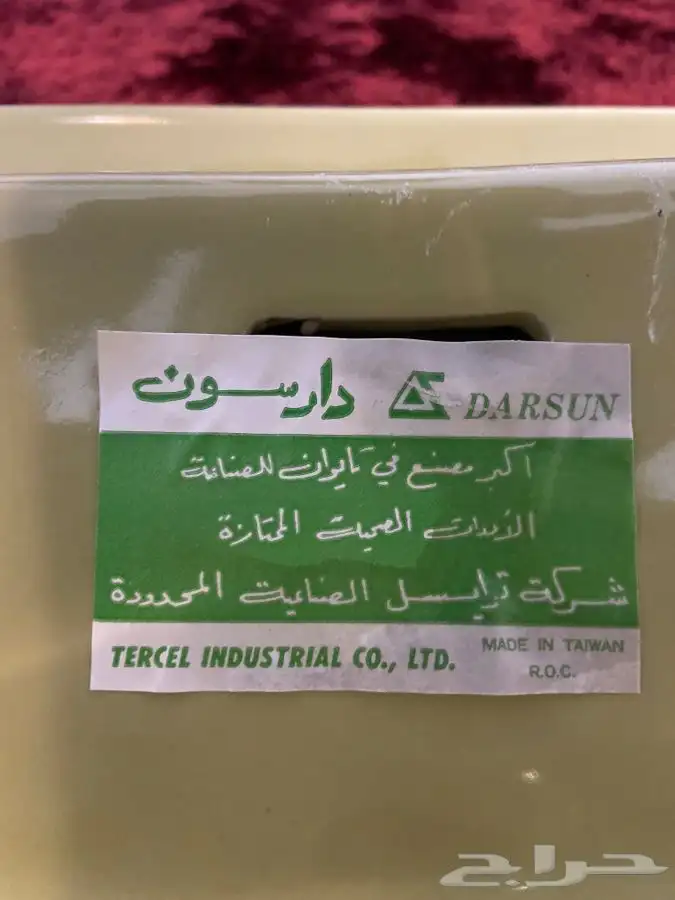 دارسون DARSUN
اكبر مصنع في تايوان للصناعة
الأدوات الصحية الممتازة
شركة ترايسل الصناعية المحدودة
TERCEL INDUSTRIAL CO., LTD.
MADE IN TAIWAN
R.O.C.
حراج